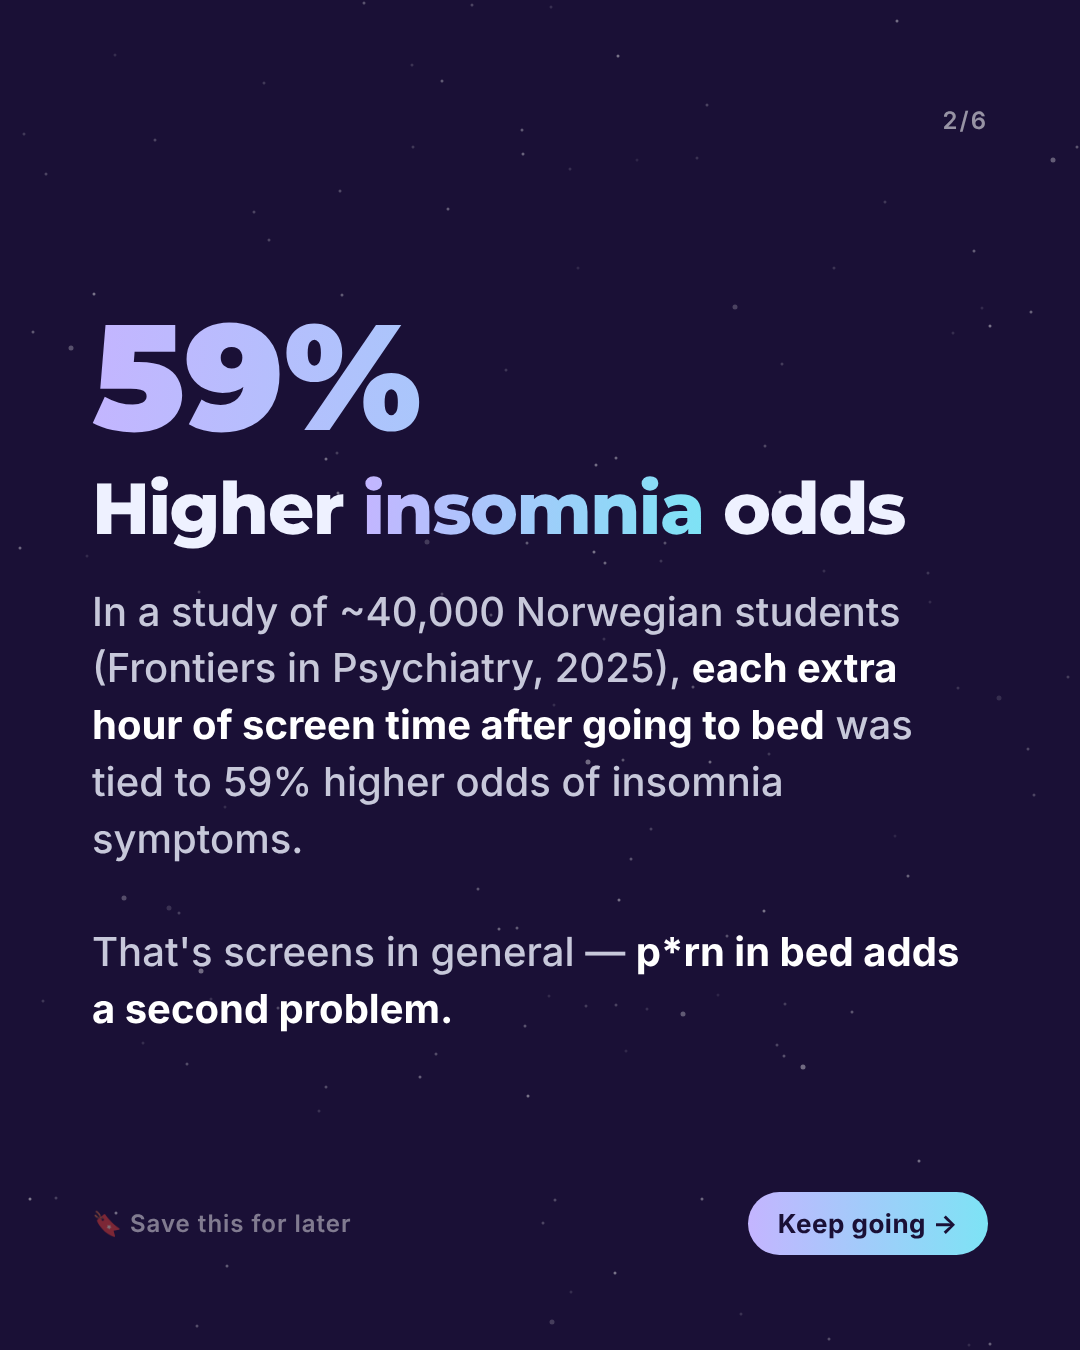 2/6
59%
Higher insomnia odds
In a study of ~40,000 Norwegian students
(Frontiers in Psychiatry, 2025), each extra
hour of screen time after going to bed was
tied to 59% higher odds of insomnia
symptoms.
That's screens in general — p*rn in bed adds
a second problem.
🔖 Save this for later
Keep going →